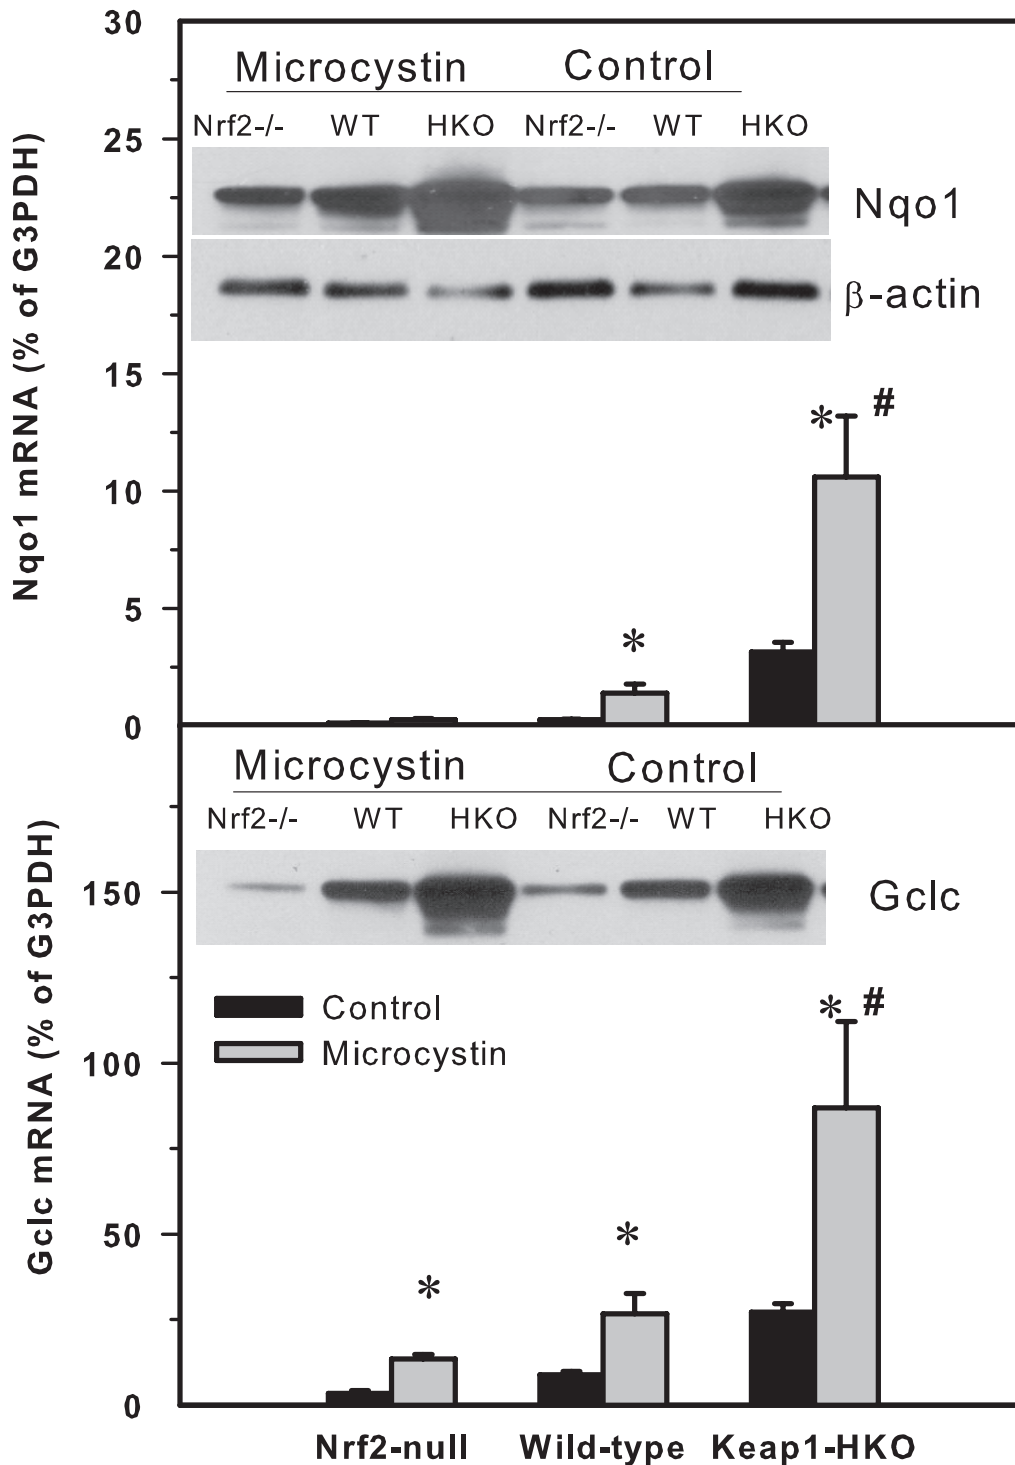 Nqo1 mRNA (% of G3PDH)
30
25
20
15
10
5
0
Microcystin Control
Nrf2-/- WT HKO Nrf2-/- WT HKO
Nqo1
β-actin
* #
*
Gclc mRNA (% of G3PDH)
150
100
50
0
Microcystin Control
Nrf2-/- WT HKO Nrf2-/- WT HKO
Gclc
Control
Microcystin
* #
*
*
Nrf2-null Wild-type Keap1-HKO